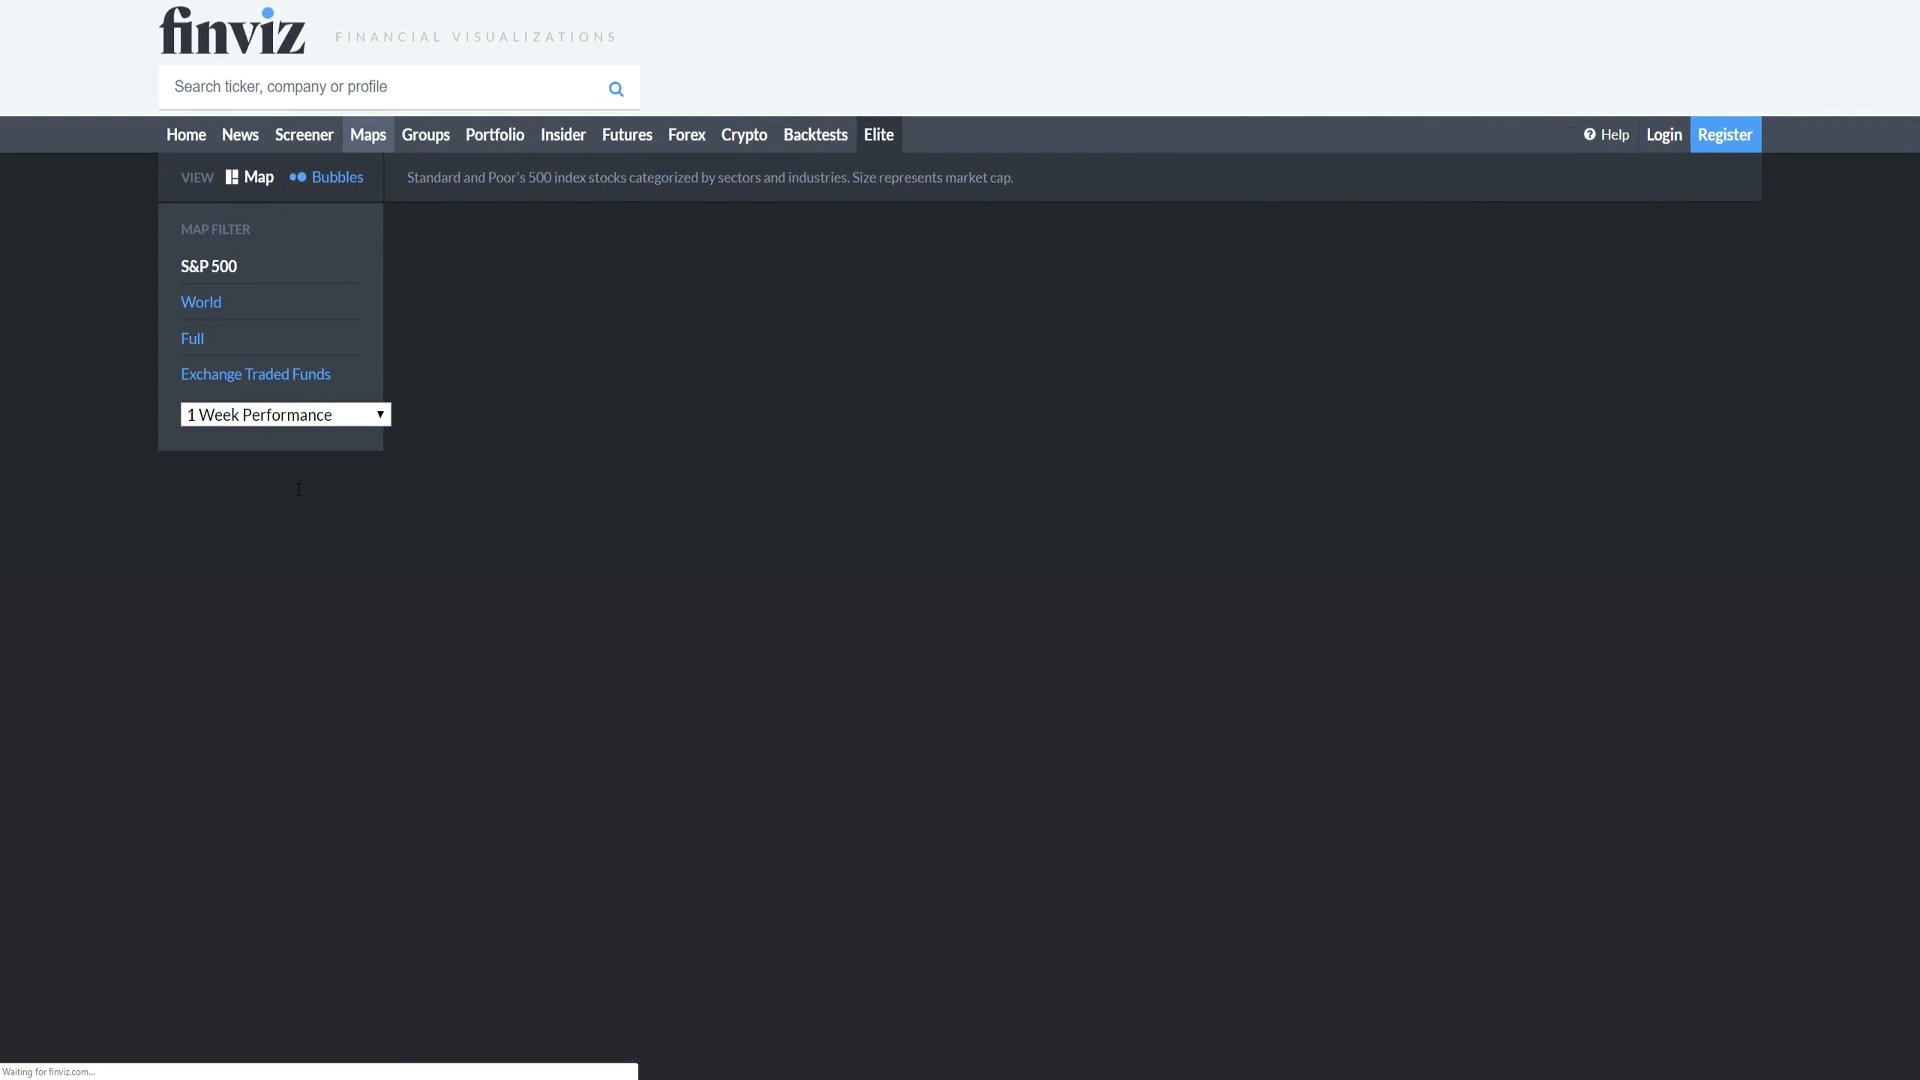 finviz FINANCIAL VISUALIZATIONS
Search ticker, company or profile
Home News Screener Maps Groups Portfolio Insider Futures Forex Crypto Backtests Elite Help Login Register
VIEW Map Bubbles Standard and Poor's 500 index stocks categorized by sectors and industries. Size represents market cap.
MAP FILTER
S&P 500
World
Full
Exchange Traded Funds
1 Week Performance
Waiting for finviz.com...